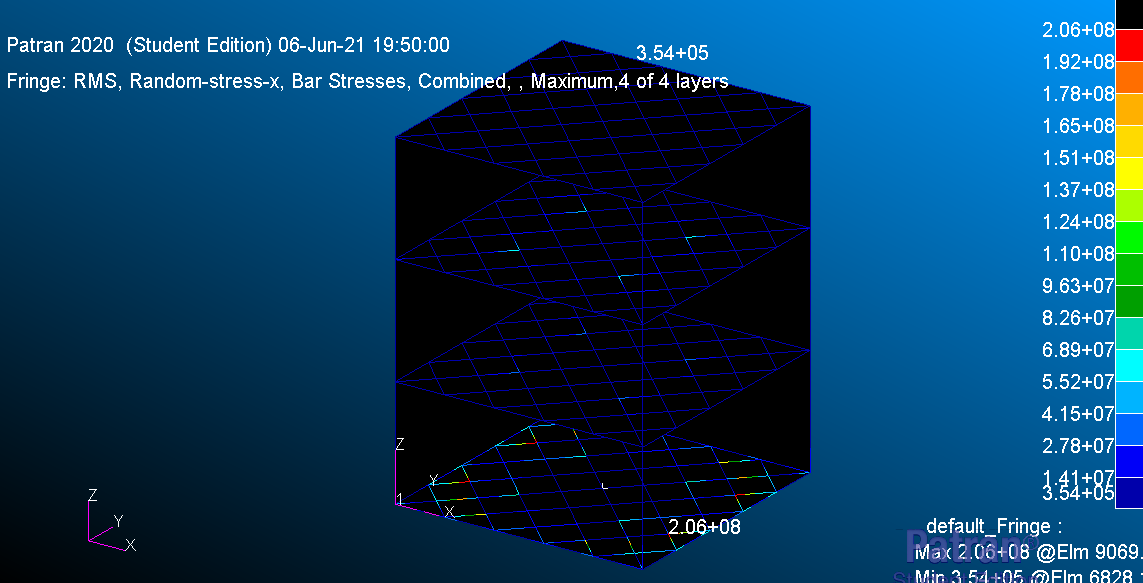 Patran 2020 (Student Edition) 06-Jun-21 19:50:00
Fringe: RMS, Random-stress-x, Bar Stresses, Combined, , Maximum,4 of 4 layers
3.54+05
2.06+08
1.92+08
1.78+08
1.65+08
1.51+08
1.37+08
1.24+08
1.10+08
9.63+07
8.26+07
6.89+07
5.52+07
4.15+07
2.78+07
1.41+07
3.54+05
Z
Y
X
1
Z
Y
X
2.06+08
default_Fringe :
Patran
Max 2.06+08 @Elm 9069.
Min 3.54+05 @Elm 6828.